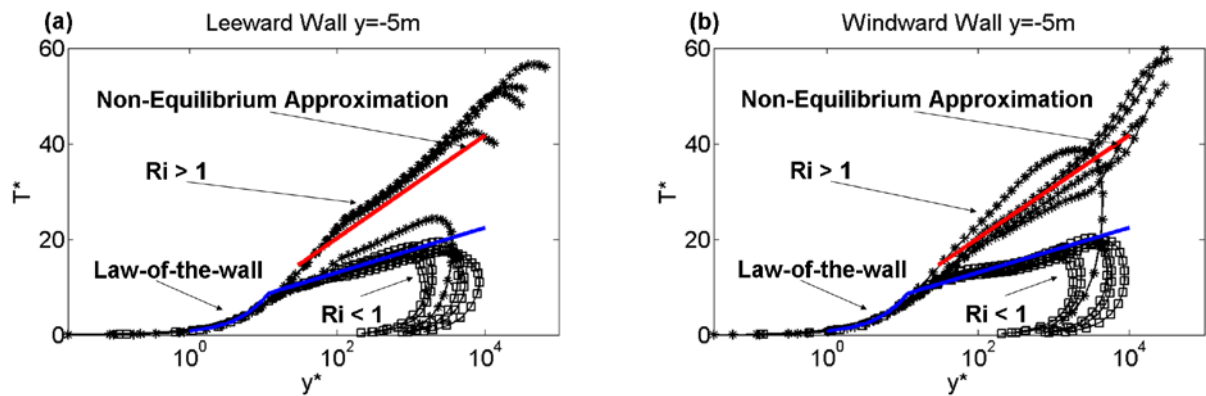 (a) Leeward Wall y=-5m
60
40
20
0
T*
10^0 10^2 10^4
y*
Non-Equilibrium Approximation
Ri > 1
Law-of-the-wall
Ri < 1
(b) Windward Wall y=-5m
60
40
20
0
T*
10^0 10^2 10^4
y*
Non-Equilibrium Approximation
Ri > 1
Law-of-the-wall
Ri < 1